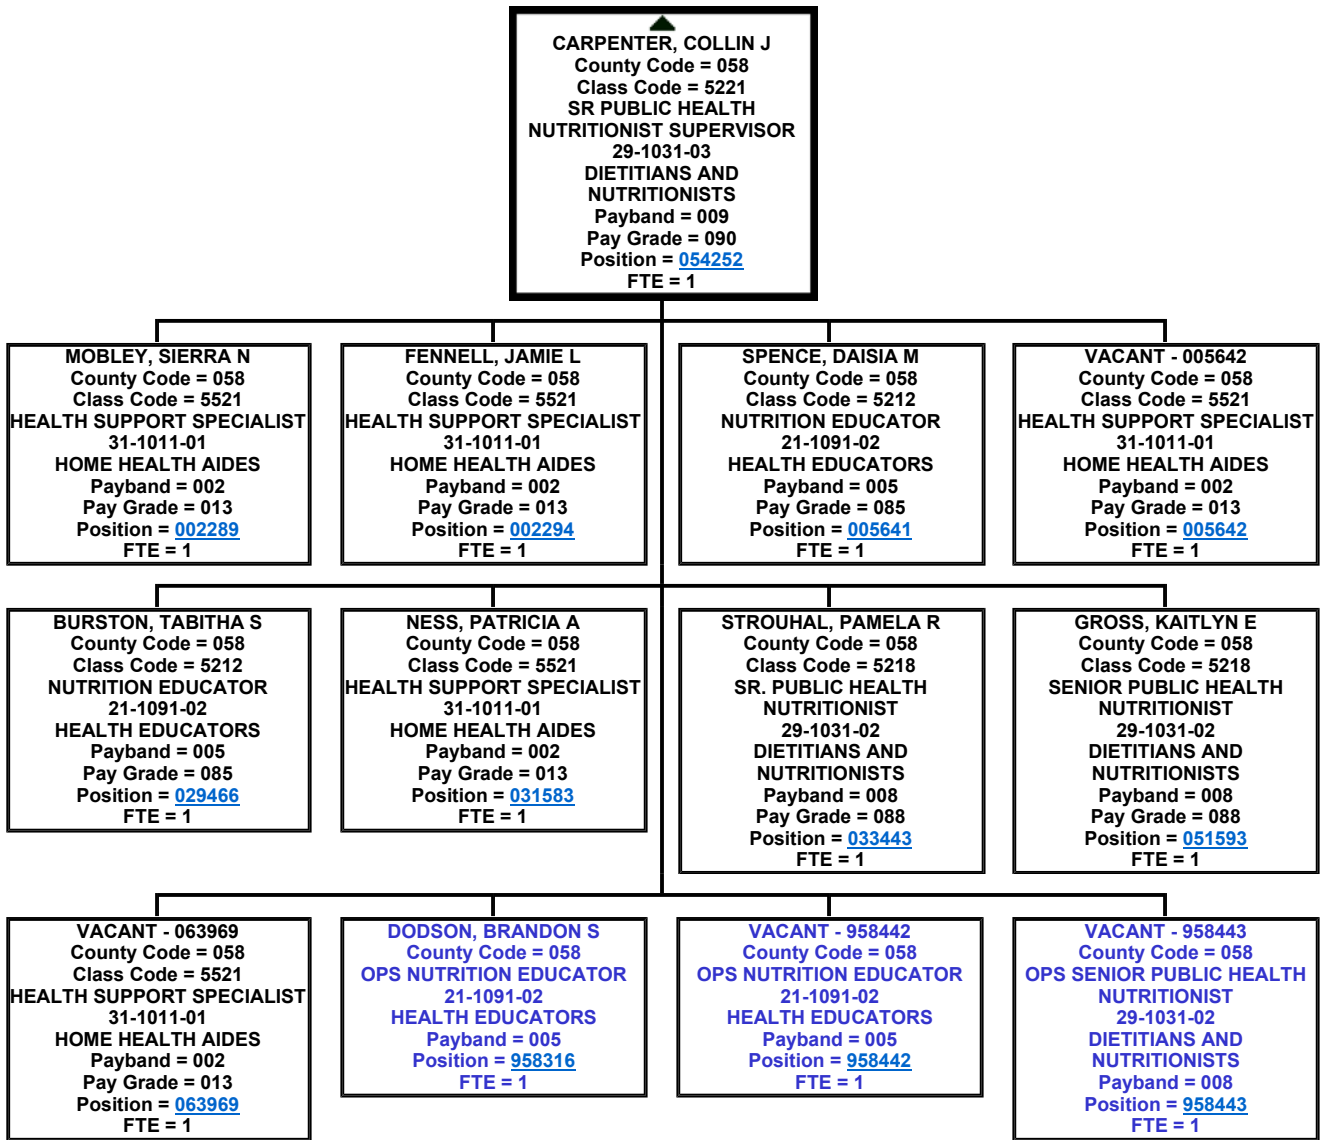 CARPENTER, COLLIN J
County Code = 058
Class Code = 5221
SR PUBLIC HEALTH
NUTRITIONIST SUPERVISOR
29-1031-03
DIETITIANS AND
NUTRITIONISTS
Payband = 009
Pay Grade = 090
Position = 054252
FTE = 1
MOBLEY, SIERRA N
County Code = 058
Class Code = 5521
HEALTH SUPPORT SPECIALIST
31-1011-01
HOME HEALTH AIDES
Payband = 002
Pay Grade = 013
Position = 002289
FTE = 1
FENNELL, JAMIE L
County Code = 058
Class Code = 5521
HEALTH SUPPORT SPECIALIST
31-1011-01
HOME HEALTH AIDES
Payband = 002
Pay Grade = 013
Position = 002294
FTE = 1
SPENCE, DAISIA M
County Code = 058
Class Code = 5212
NUTRITION EDUCATOR
21-1091-02
HEALTH EDUCATORS
Payband = 005
Pay Grade = 085
Position = 005641
FTE = 1
VACANT - 005642
County Code = 058
Class Code = 5521
HEALTH SUPPORT SPECIALIST
31-1011-01
HOME HEALTH AIDES
Payband = 002
Pay Grade = 013
Position = 005642
FTE = 1
BURSTON, TABITHA S
County Code = 058
Class Code = 5212
NUTRITION EDUCATOR
21-1091-02
HEALTH EDUCATORS
Payband = 005
Pay Grade = 085
Position = 029466
FTE = 1
NESS, PATRICIA A
County Code = 058
Class Code = 5521
HEALTH SUPPORT SPECIALIST
31-1011-01
HOME HEALTH AIDES
Payband = 002
Pay Grade = 013
Position = 031583
FTE = 1
STROUHAL, PAMELA R
County Code = 058
Class Code = 5218
SR. PUBLIC HEALTH
NUTRITIONIST
29-1031-02
DIETITIANS AND
NUTRITIONISTS
Payband = 008
Pay Grade = 088
Position = 033443
FTE = 1
GROSS, KAITLYN E
County Code = 058
Class Code = 5218
SENIOR PUBLIC HEALTH
NUTRITIONIST
29-1031-02
DIETITIANS AND
NUTRITIONISTS
Payband = 008
Pay Grade = 088
Position = 051593
FTE = 1
VACANT - 063969
County Code = 058
Class Code = 5521
HEALTH SUPPORT SPECIALIST
31-1011-01
HOME HEALTH AIDES
Payband = 002
Pay Grade = 013
Position = 063969
FTE = 1
DODSON, BRANDON S
County Code = 058
OPS NUTRITION EDUCATOR
21-1091-02
HEALTH EDUCATORS
Payband = 005
Position = 958316
FTE = 1
VACANT - 958442
County Code = 058
OPS NUTRITION EDUCATOR
21-1091-02
HEALTH EDUCATORS
Payband = 005
Position = 958442
FTE = 1
VACANT - 958443
County Code = 058
OPS SENIOR PUBLIC HEALTH
NUTRITIONIST
29-1031-02
DIETITIANS AND
NUTRITIONISTS
Payband = 008
Position = 958443
FTE = 1